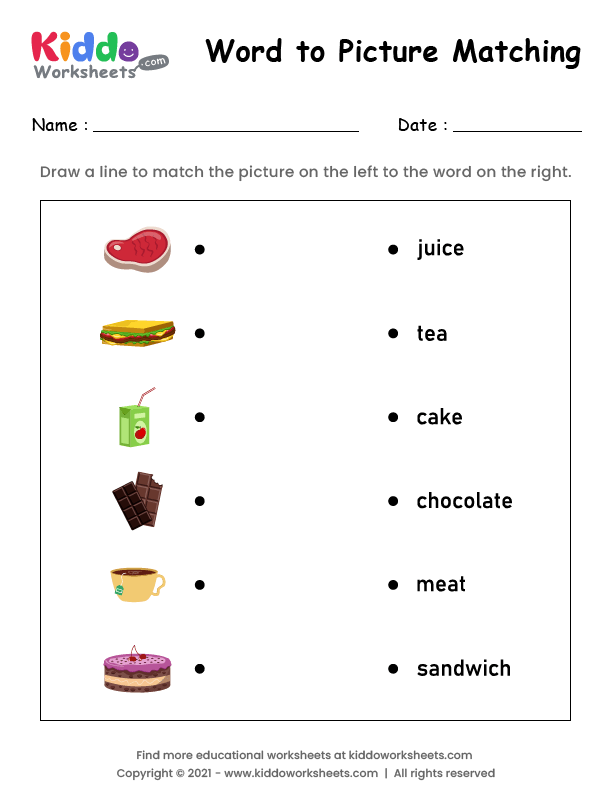 Kiddo
Worksheets
.com
Word to Picture Matching
Name :
Date :
Draw a line to match the picture on the left to the word on the right.
juice
tea
cake
chocolate
meat
sandwich
Find more educational worksheets at kiddoworksheets.com
Copyright © 2021 - www.kiddoworksheets.com | All rights reserved